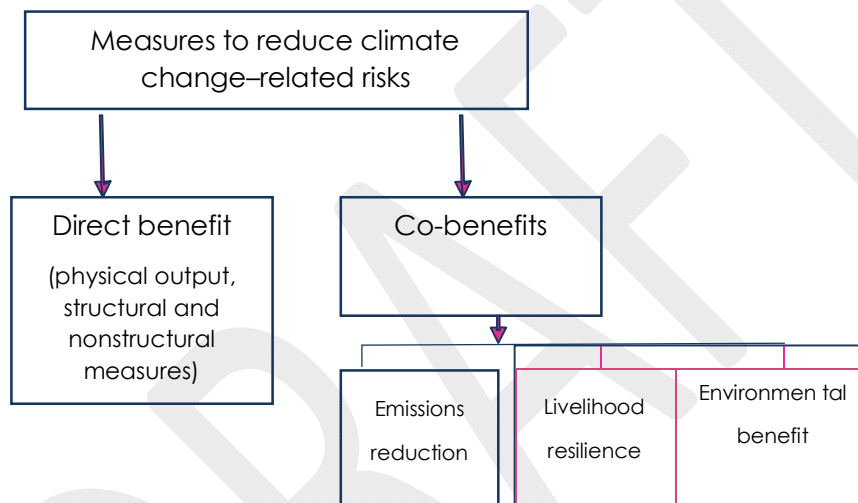 Measures to reduce climate
change–related risks
Direct benefit
(physical output,
structural and
nonstructural
measures)
Co-benefits
Emissions
reduction
Livelihood
resilience
Environmen tal
benefit
DRAFT